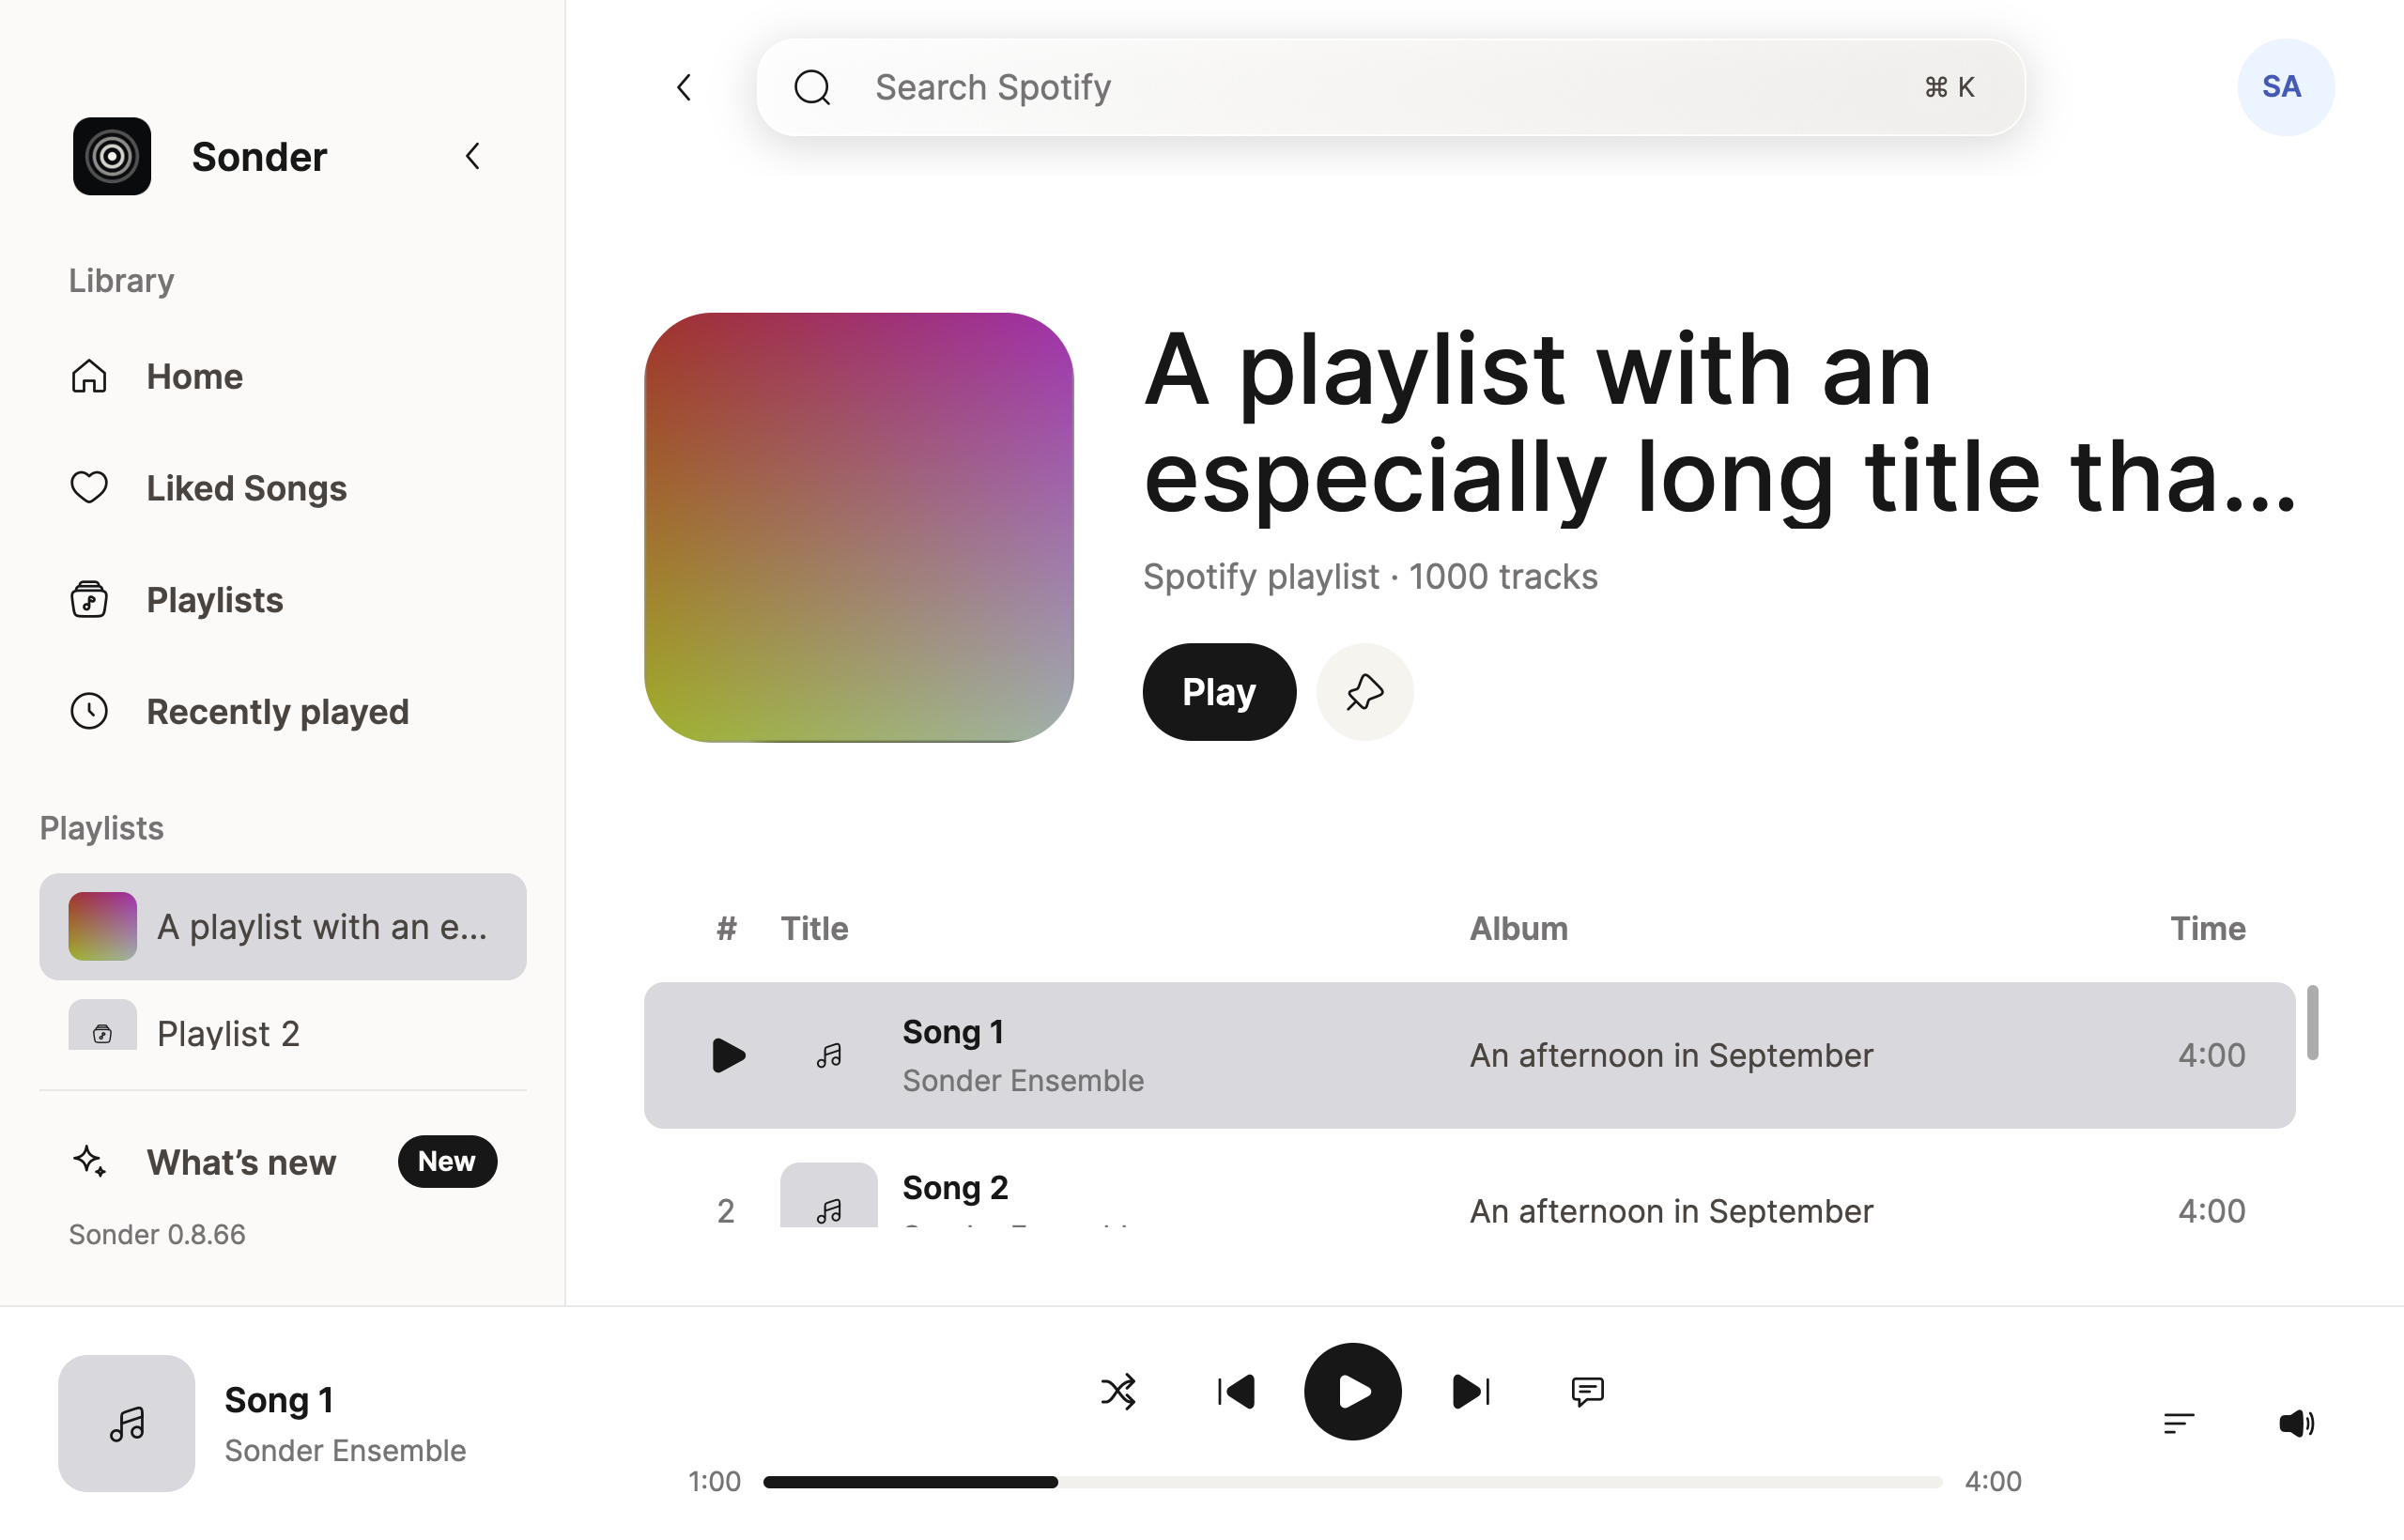 Sonder
Library
Home
Liked Songs
Playlists
Recently played
Playlists
A playlist with an e...
Playlist 2
What’s new New
Sonder 0.8.66
Search Spotify ⌘ K
SA
A playlist with an
especially long title tha...
Spotify playlist · 1000 tracks
Play
# Title Album Time
Song 1
Sonder Ensemble
An afternoon in September 4:00
2 Song 2 An afternoon in September 4:00
Song 1
Sonder Ensemble
1:00 4:00